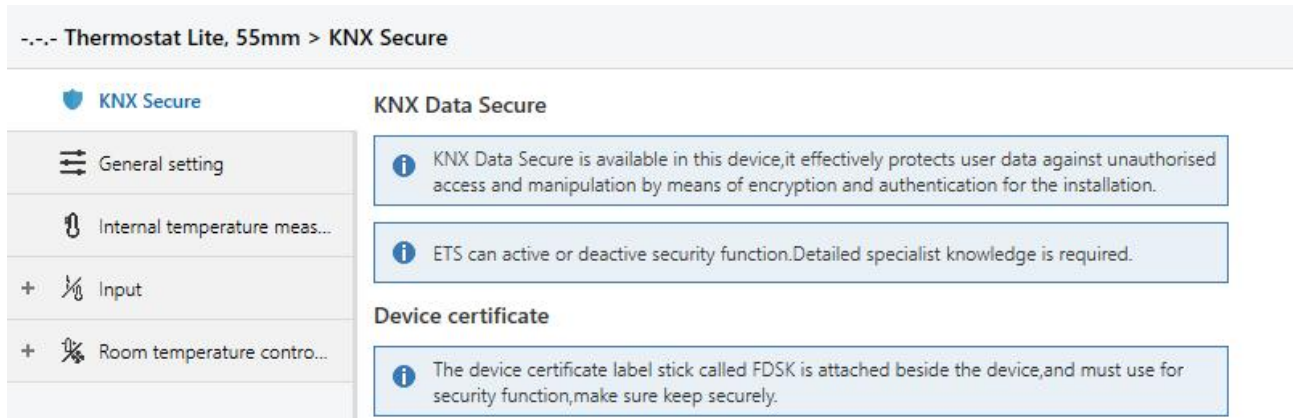 -.-.- Thermostat Lite, 55mm > KNX Secure
KNX Secure
General setting
Internal temperature meas...
+ Input
+ Room temperature contro...
KNX Data Secure
KNX Data Secure is available in this device,it effectively protects user data against unauthorised
access and manipulation by means of encryption and authentication for the installation.
ETS can active or deactive security function.Detailed specialist knowledge is required.
Device certificate
The device certificate label stick called FDSK is attached beside the device,and must use for
security function,make sure keep securely.